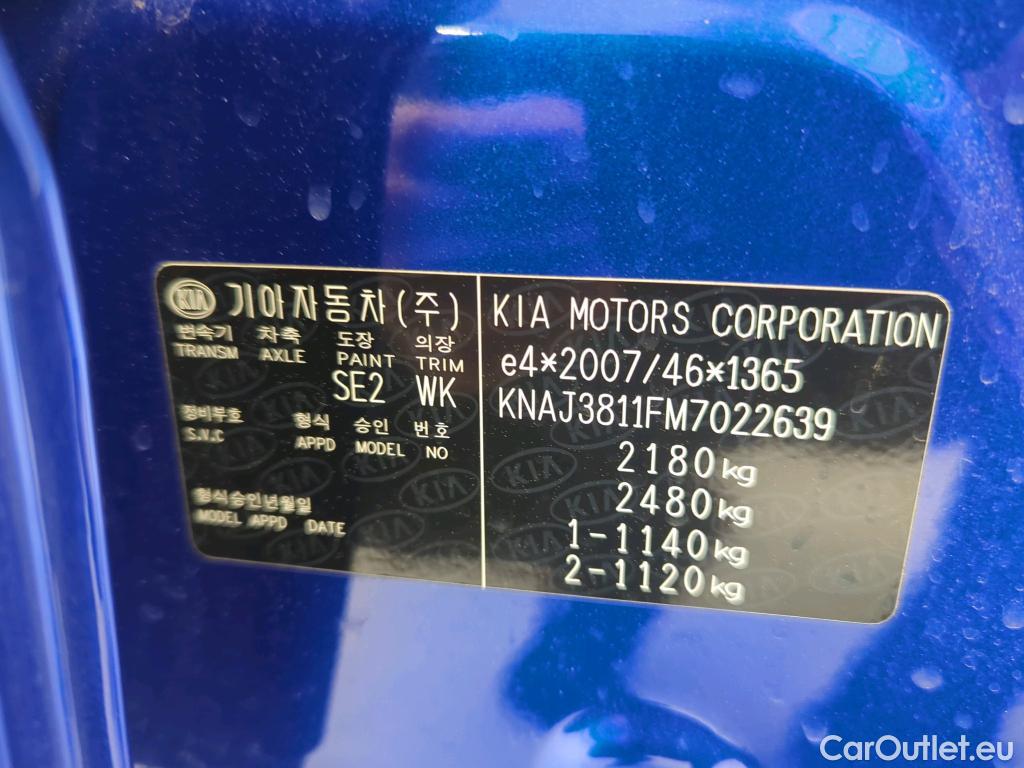 KIA 기아자동차(주)
변속기 차축 도장 의장
TRANSM AXLE PAINT TRIM
SE2 WK
정비부호 형식 승인 번호
S.V.C APPD MODEL NO
형식승인년월일
MODEL APPD DATE
KIA MOTORS CORPORATION
e4*2007/46*1365
KNAJ3811FM7022639
2180kg
2480kg
1-1140kg
2-1120kg
CarOutlet.eu